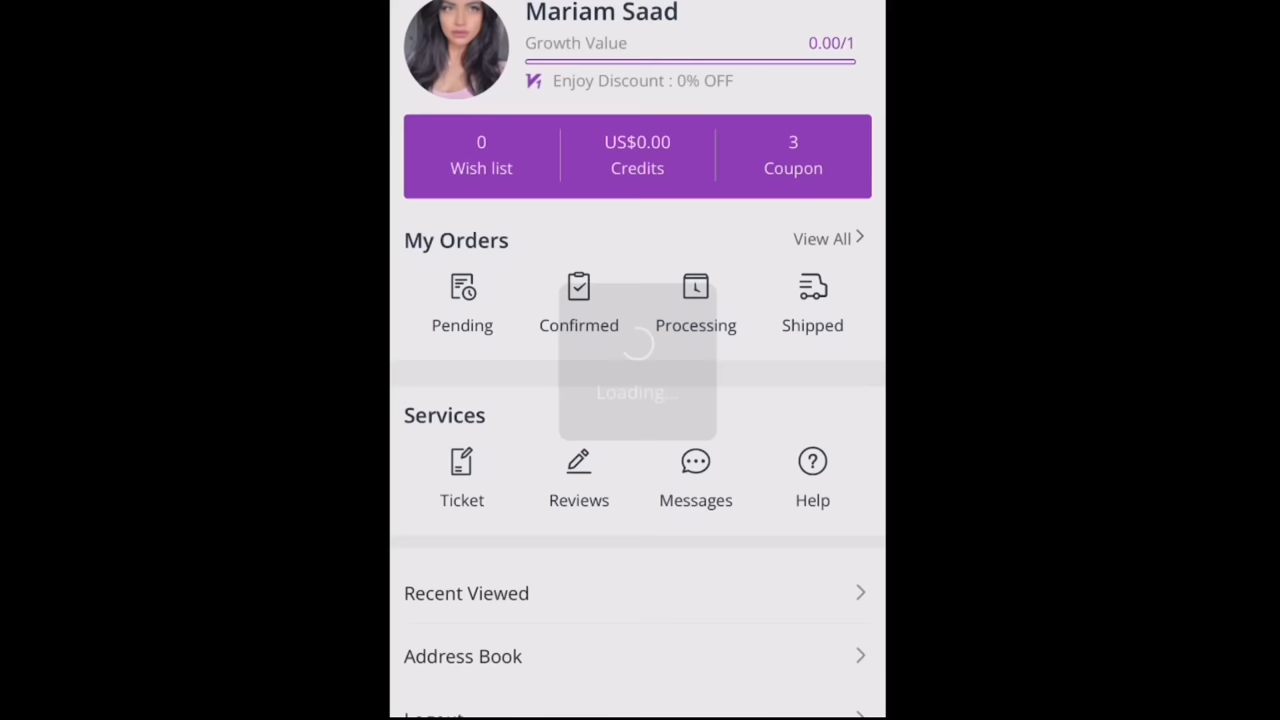 Mariam Saad
Growth Value 0.00/1
V1 Enjoy Discount : 0% OFF
0 US$0.00 3
Wish list Credits Coupon
My Orders View All
Pending Confirmed Processing Shipped
Loading...
Services
Ticket Reviews Messages Help
Recent Viewed
Address Book
Logout